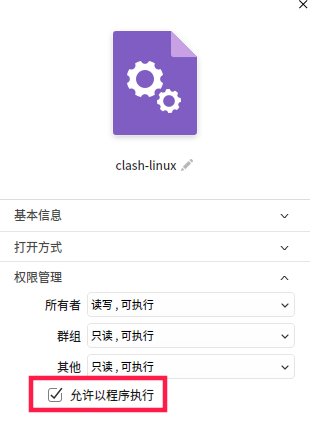 clash-linux
基本信息
打开方式
权限管理
所有者 读写 , 可执行
群组 只读 , 可执行
其他 只读 , 可执行
允许以程序执行